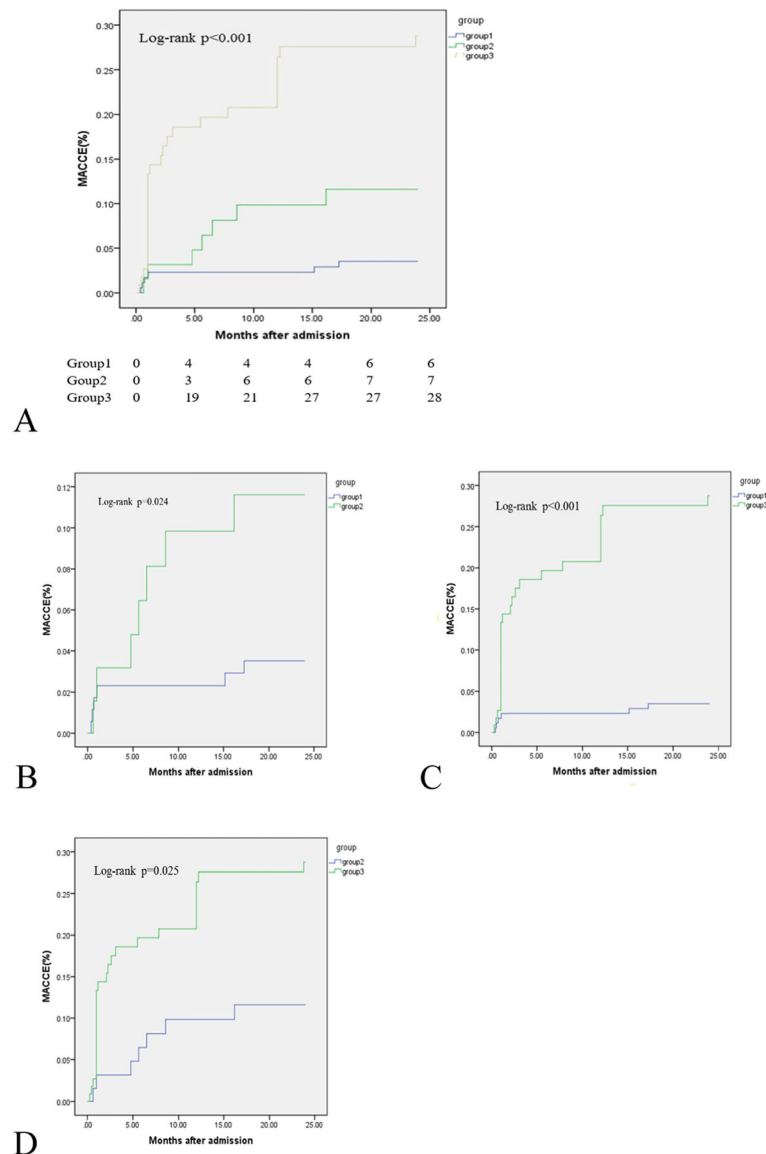 group
Log-rank p<0.001
group1
group2
group3
MACCE(%)
0.30
0.25
0.20
0.15
0.10
0.05
0.00
.00 5.00 10.00 15.00 20.00 25.00
Months after admission
Group1 0 4 4 4 6 6
Goup2 0 3 6 6 7 7
Group3 0 19 21 27 27 28
A
group
Log-rank p=0.024
group1
group2
MACCE(%)
0.12
0.10
0.08
0.06
0.04
0.02
0.00
.00 5.00 10.00 15.00 20.00 25.00
Months after admission
B
group
Log-rank p<0.001
group1
group3
MACCE(%)
0.30
0.25
0.20
0.15
0.10
0.05
0.00
.00 5.00 10.00 15.00 20.00 25.00
Months after admission
C
group
Log-rank p=0.025
group2
group3
MACCE(%)
0.30
0.25
0.20
0.15
0.10
0.05
0.00
.00 5.00 10.00 15.00 20.00 25.00
Months after admission
D